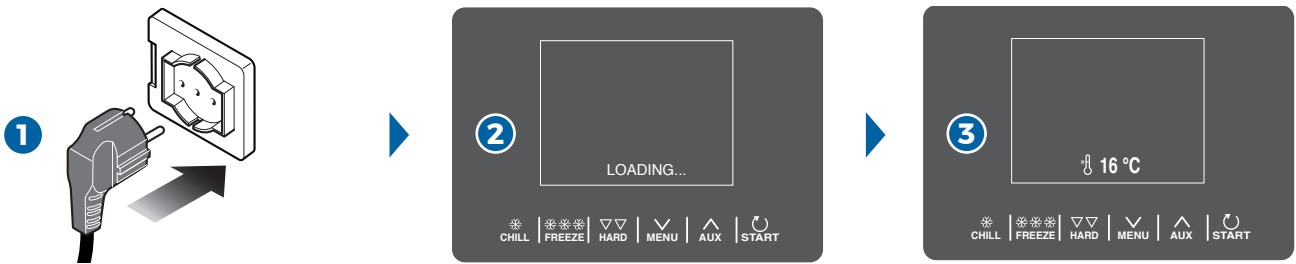 1
2
LOADING...
CHILL FREEZE HARD MENU AUX START
3
16 °C
CHILL FREEZE HARD MENU AUX START